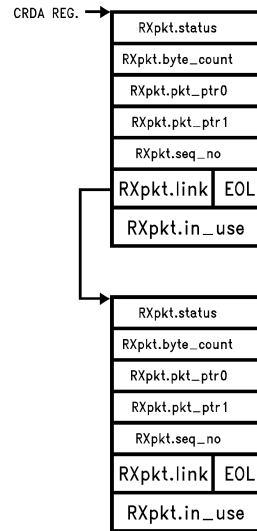 CRDA REG.
RXpkt.status
RXpkt.byte_count
RXpkt.pkt_ptr0
RXpkt.pkt_ptr1
RXpkt.seq_no
RXpkt.link EOL
RXpkt.in_use
RXpkt.status
RXpkt.byte_count
RXpkt.pkt_ptr0
RXpkt.pkt_ptr1
RXpkt.seq_no
RXpkt.link EOL
RXpkt.in_use